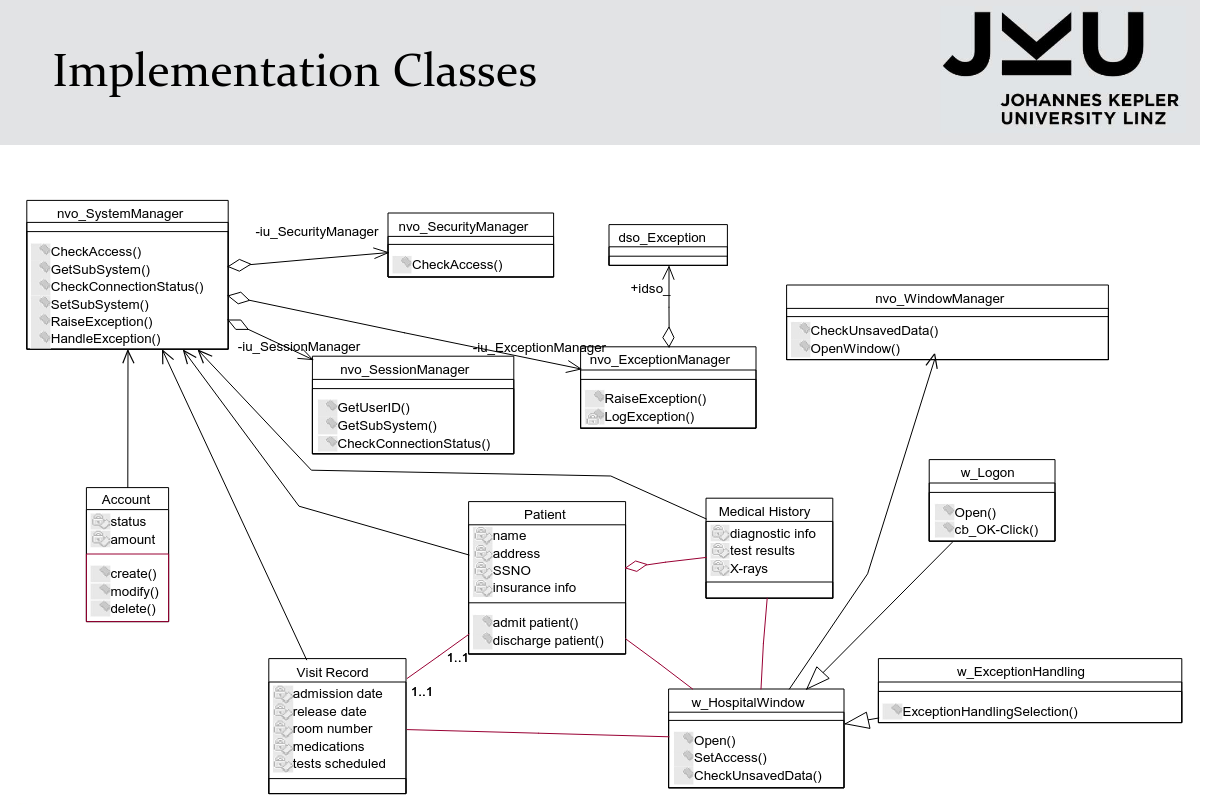 Implementation Classes
JKU
JOHANNES KEPLER
UNIVERSITY LINZ
nvo_SystemManager
CheckAccess()
GetSubSystem()
CheckConnectionStatus()
SetSubSystem()
RaiseException()
HandleException()
-iu_SecurityManager
nvo_SecurityManager
CheckAccess()
dso_Exception
+idso_
nvo_WindowManager
CheckUnsavedData()
OpenWindow()
-iu_SessionManager
-iu_ExceptionManager
nvo_SessionManager
GetUserID()
GetSubSystem()
CheckConnectionStatus()
nvo_ExceptionManager
RaiseException()
LogException()
w_Logon
Open()
cb_OK-Click()
Account
status
amount
create()
modify()
delete()
Patient
name
address
SSNO
insurance info
admit patient()
discharge patient()
Medical History
diagnostic info
test results
X-rays
1..1
1..1
Visit Record
admission date
release date
room number
medications
tests scheduled
w_HospitalWindow
Open()
SetAccess()
CheckUnsavedData()
w_ExceptionHandling
ExceptionHandlingSelection()